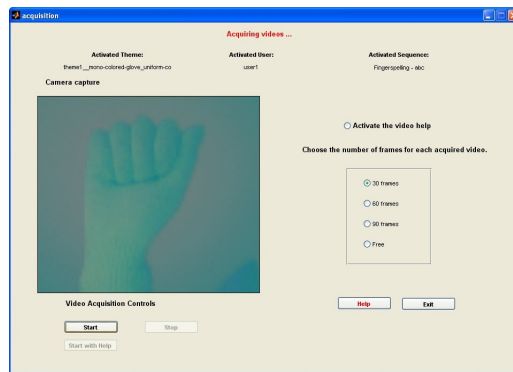 acquisition
Acquiring videos ...
Activated Theme: Activated User: Activated Sequence:
theme1__mono-colored-glove_uniform-co user1 Fingerspelling - abc
Camera capture
Activate the video help
Choose the number of frames for each acquired video.
30 frames
60 frames
90 frames
Free
Video Acquisition Controls
Help Exit
Start Stop
Start with Help